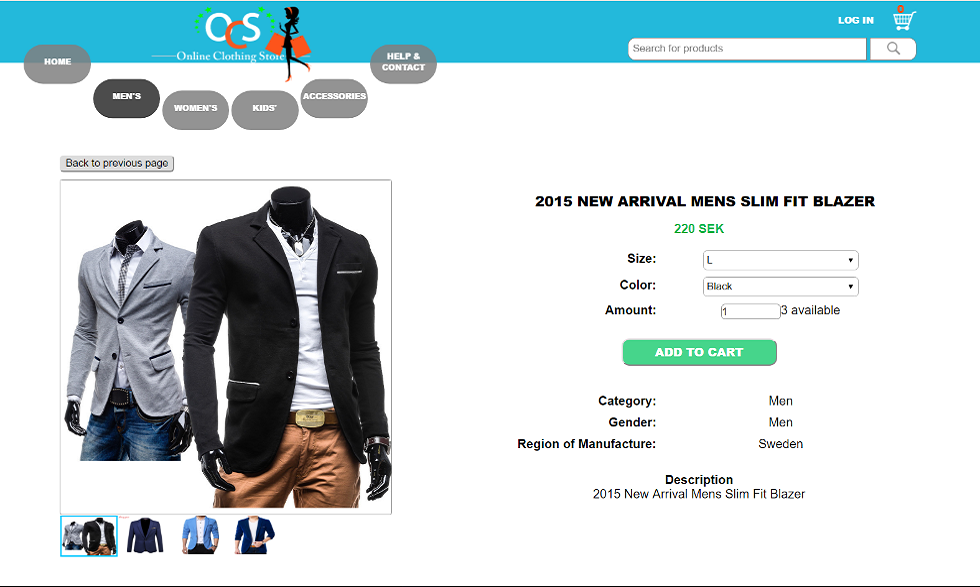 OCS
Online Clothing Store
LOG IN
Search for products
HOME
HELP &
CONTACT
MEN'S
WOMEN'S
KIDS'
ACCESSORIES
Back to previous page
2015 NEW ARRIVAL MENS SLIM FIT BLAZER
220 SEK
Size: L
Color: Black
Amount: 1 3 available
ADD TO CART
Category: Men
Gender: Men
Region of Manufacture: Sweden
Description
2015 New Arrival Mens Slim Fit Blazer